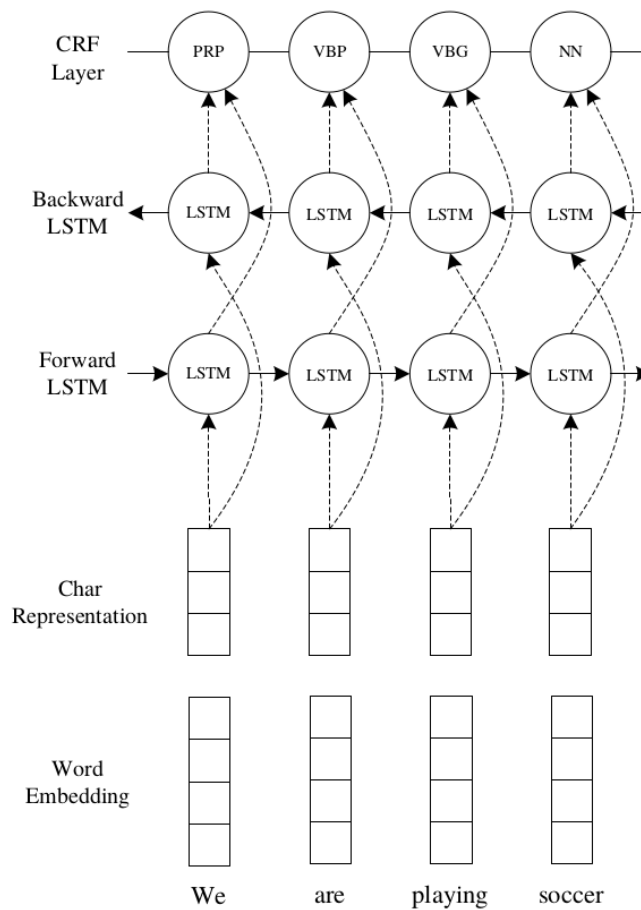 CRF
Layer
PRP VBP VBG NN
Backward
LSTM
LSTM LSTM LSTM LSTM
Forward
LSTM
LSTM LSTM LSTM LSTM
Char
Representation
Word
Embedding
We are playing soccer